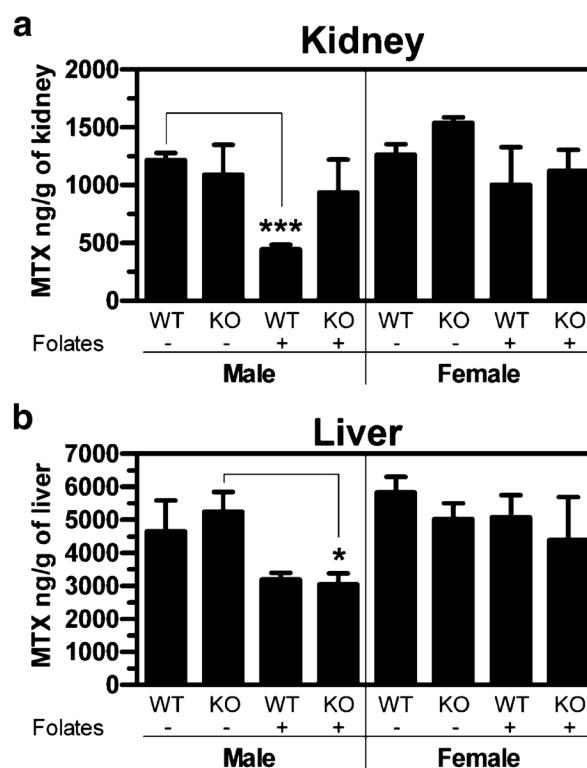 a
Kidney
MTX ng/g of kidney
2000
1500
1000
500
0
***
WT KO WT KO WT KO WT KO
Folates - - + + - - + +
Male Female
b
Liver
MTX ng/g of liver
7000
6000
5000
4000
3000
2000
1000
0
*
WT KO WT KO WT KO WT KO
Folates - - + + - - + +
Male Female